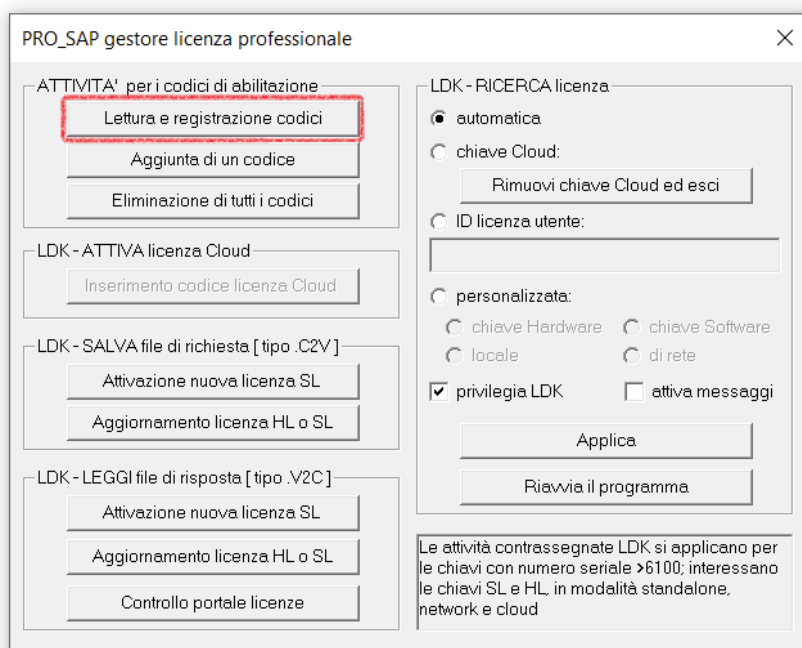 PRO_SAP gestore licenza professionale
ATTIVITA' per i codici di abilitazione
Lettura e registrazione codici
Aggiunta di un codice
Eliminazione di tutti i codici
LDK - ATTIVA licenza Cloud
Inserimento codice licenza Cloud
LDK - SALVA file di richiesta [ tipo .C2V ]
Attivazione nuova licenza SL
Aggiornamento licenza HL o SL
LDK - LEGGI file di risposta [ tipo .V2C ]
Attivazione nuova licenza SL
Aggiornamento licenza HL o SL
Controllo portale licenze
LDK - RICERCA licenza
automatica
chiave Cloud:
Rimuovi chiave Cloud ed esci
ID licenza utente:
personalizzata:
chiave Hardware chiave Software
locale di rete
privilegia LDK attiva messaggi
Applica
Riavvia il programma
Le attività contrassegnate LDK si applicano per
le chiavi con numero seriale >6100; interessano
le chiavi SL e HL, in modalità standalone,
network e cloud